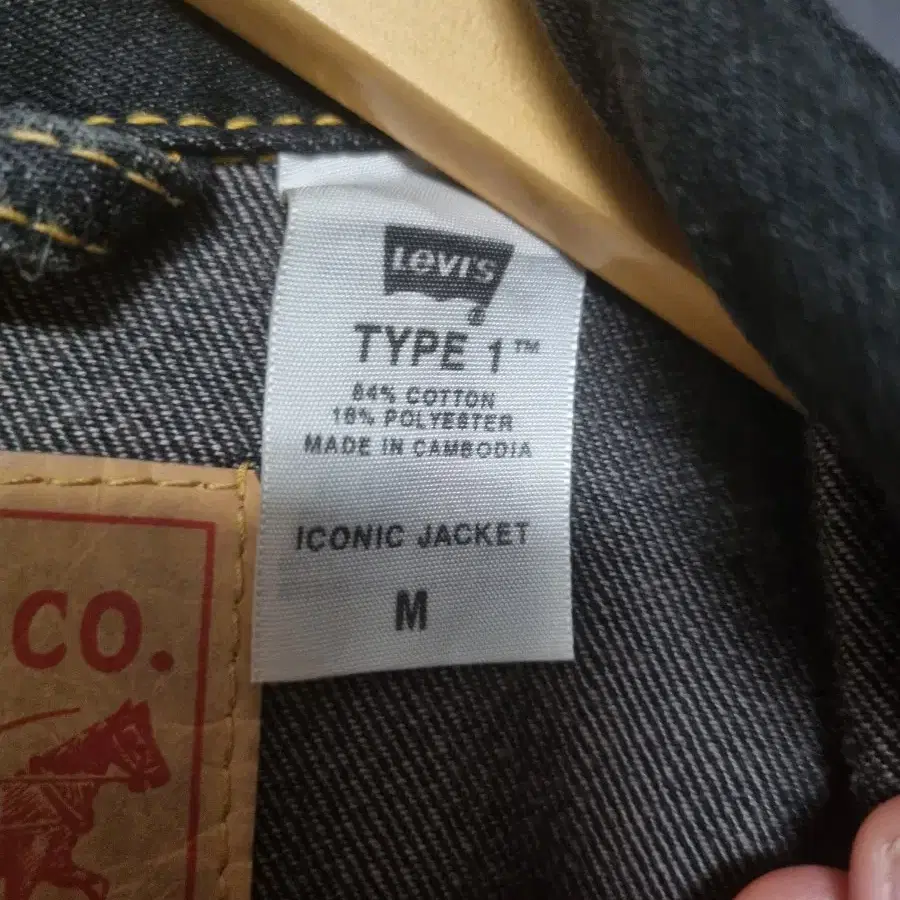 LEVI'S
TYPE 1™
84% COTTON
16% POLYESTER
MADE IN CAMBODIA
ICONIC JACKET
M
CO.